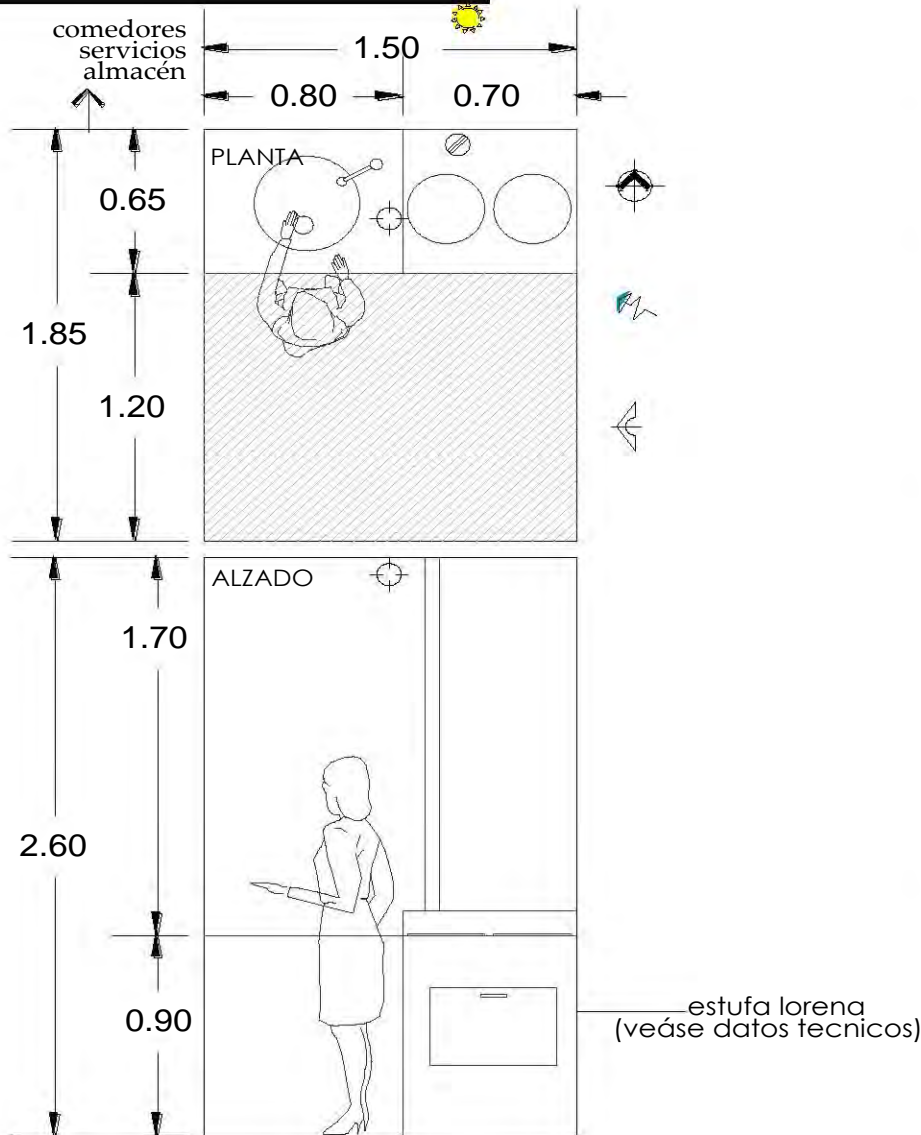 comedores
servicios
almacén
1.50
0.80
0.70
PLANTA
0.65
1.85
1.20
ALZADO
1.70
2.60
0.90
estufa lorena
(veáse datos tecnicos)